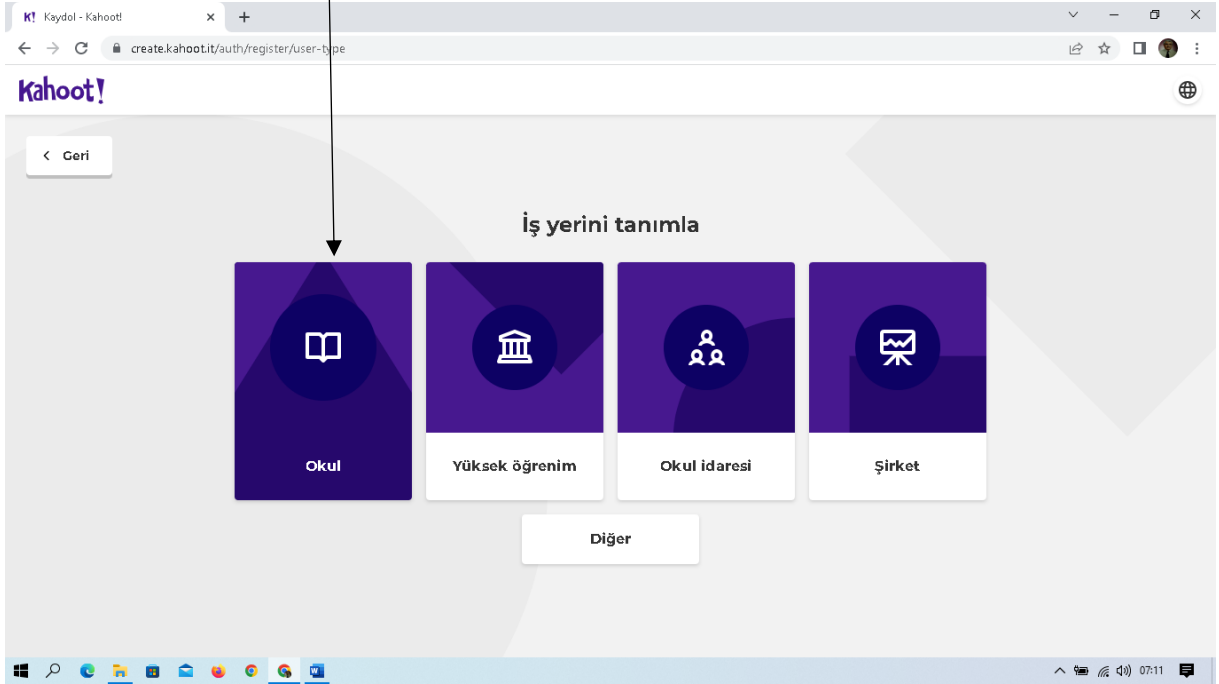 K! Kaydol - Kahoot!
create.kahoot.it/auth/register/user-type
Kahoot!
Geri
İş yerini tanımla
Okul
Yüksek öğrenim
Okul idaresi
Şirket
Diğer
07:11